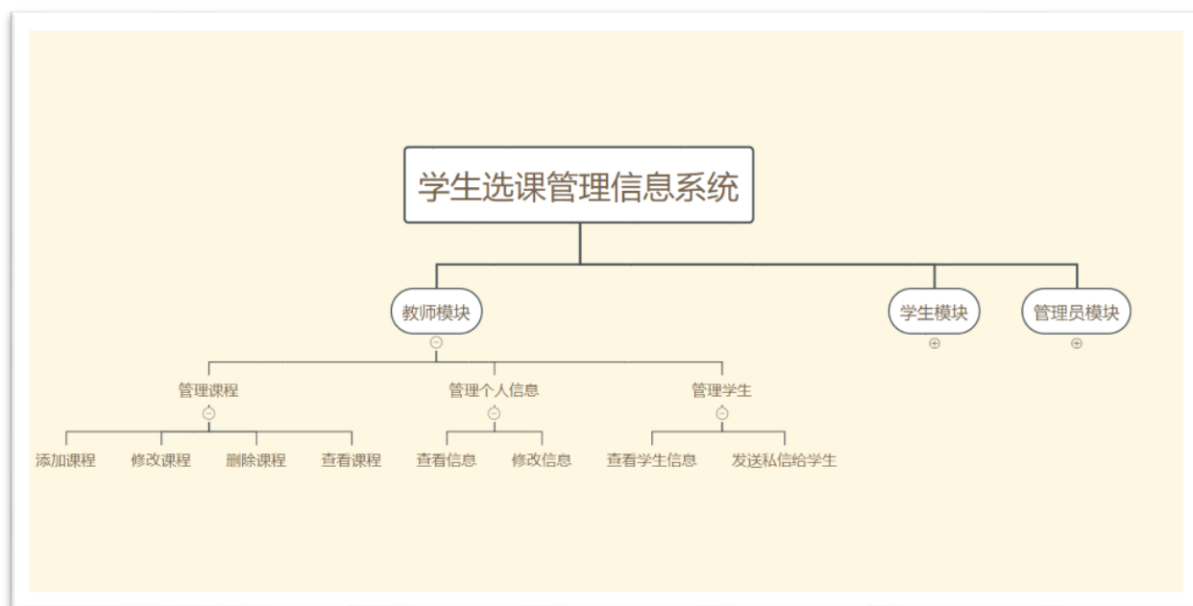 学生选课管理信息系统
教师模块
学生模块
管理员模块
管理课程
管理个人信息
管理学生
添加课程
修改课程
删除课程
查看课程
查看信息
修改信息
查看学生信息
发送私信给学生